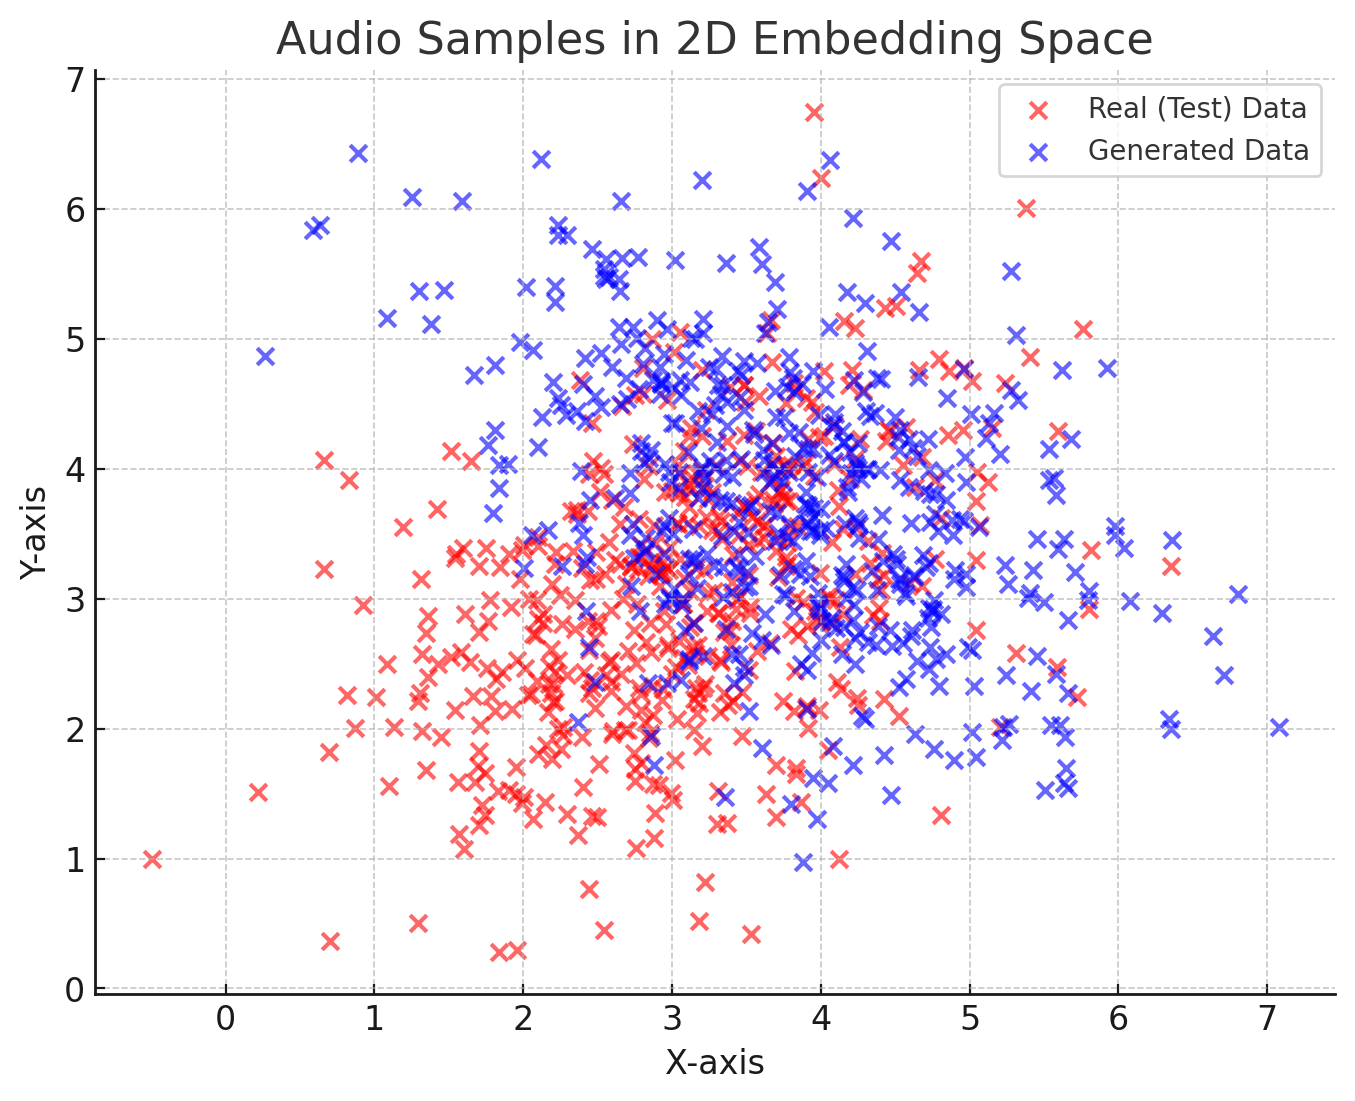 Audio Samples in 2D Embedding Space
Real (Test) Data
Generated Data
7
6
5
4
3
2
1
0
Y-axis
0 1 2 3 4 5 6 7
X-axis